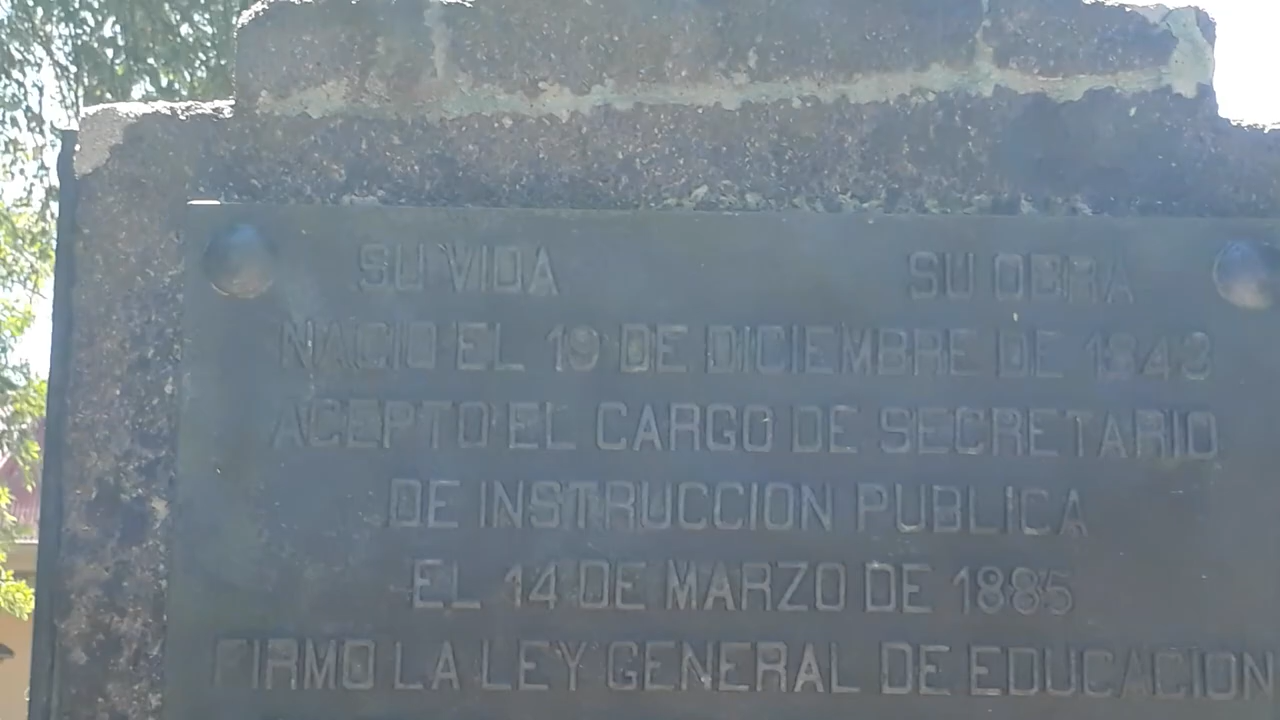 SU VIDA SU OBRA
NACIO EL 19 DE DICIEMBRE DE 1843
ACEPTO EL CARGO DE SECRETARIO
DE INSTRUCCION PUBLICA
EL 14 DE MARZO DE 1885
FIRMO LA LEY GENERAL DE EDUCACION